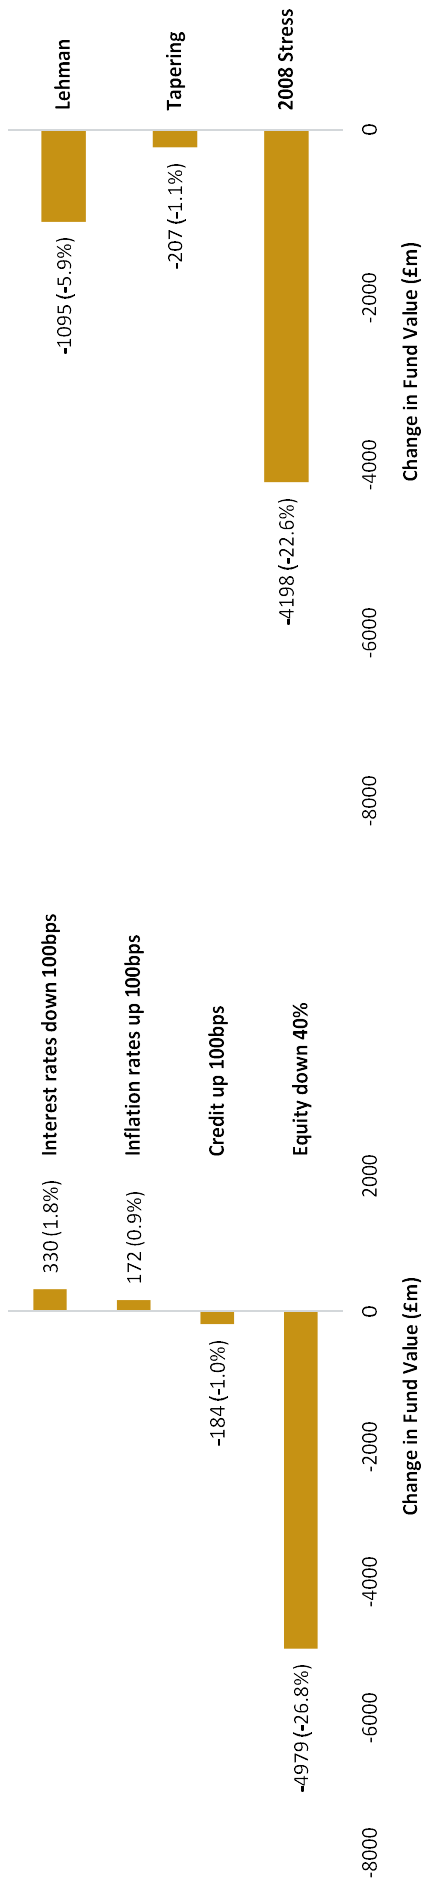 Interest rates down 100bps
330 (1.8%)
Inflation rates up 100bps
172 (0.9%)
Credit up 100bps
-184 (-1.0%)
Equity down 40%
-4979 (-26.8%)
-8000
-6000
-4000
-2000
0
2000
Change in Fund Value (£m)
Lehman
-1095 (-5.9%)
Tapering
-207 (-1.1%)
2008 Stress
-4198 (-22.6%)
-8000
-6000
-4000
-2000
0
Change in Fund Value (£m)